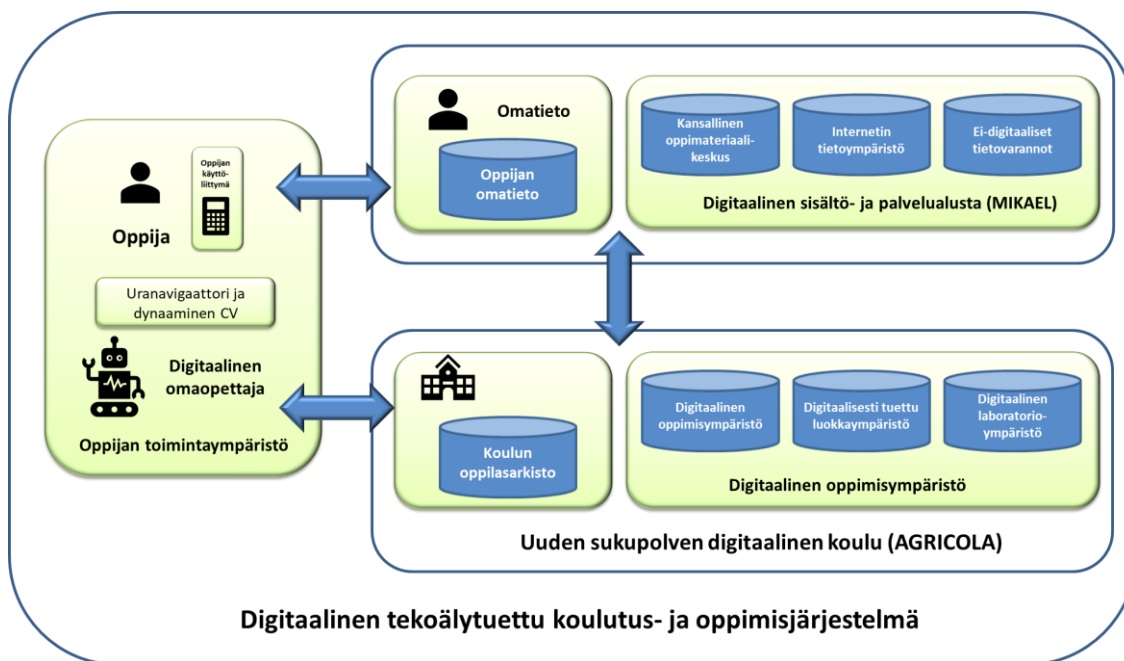 Oppijan
käyttö-
liittymä
Oppija
Uranavigaattori ja
dynaaminen CV
Digitaalinen
omaopettaja
Oppijan toimintaympäristö
Omatieto
Oppijan
omatieto
Kansallinen
oppimateriaali-
keskus
Internetin
tietoympäristö
Ei-digitaaliset
tietovarannot
Digitaalinen sisältö- ja palvelualusta (MIKAEL)
Koulun
oppilasarkisto
Digitaalinen
oppimisympäristö
Digitaalisesti tuettu
luokkaympäristö
Digitaalinen
laboratorio-
ympäristö
Digitaalinen oppimisympäristö
Uuden sukupolven digitaalinen koulu (AGRICOLA)
Digitaalinen tekoälytuettu koulutus- ja oppimisjärjestelmä